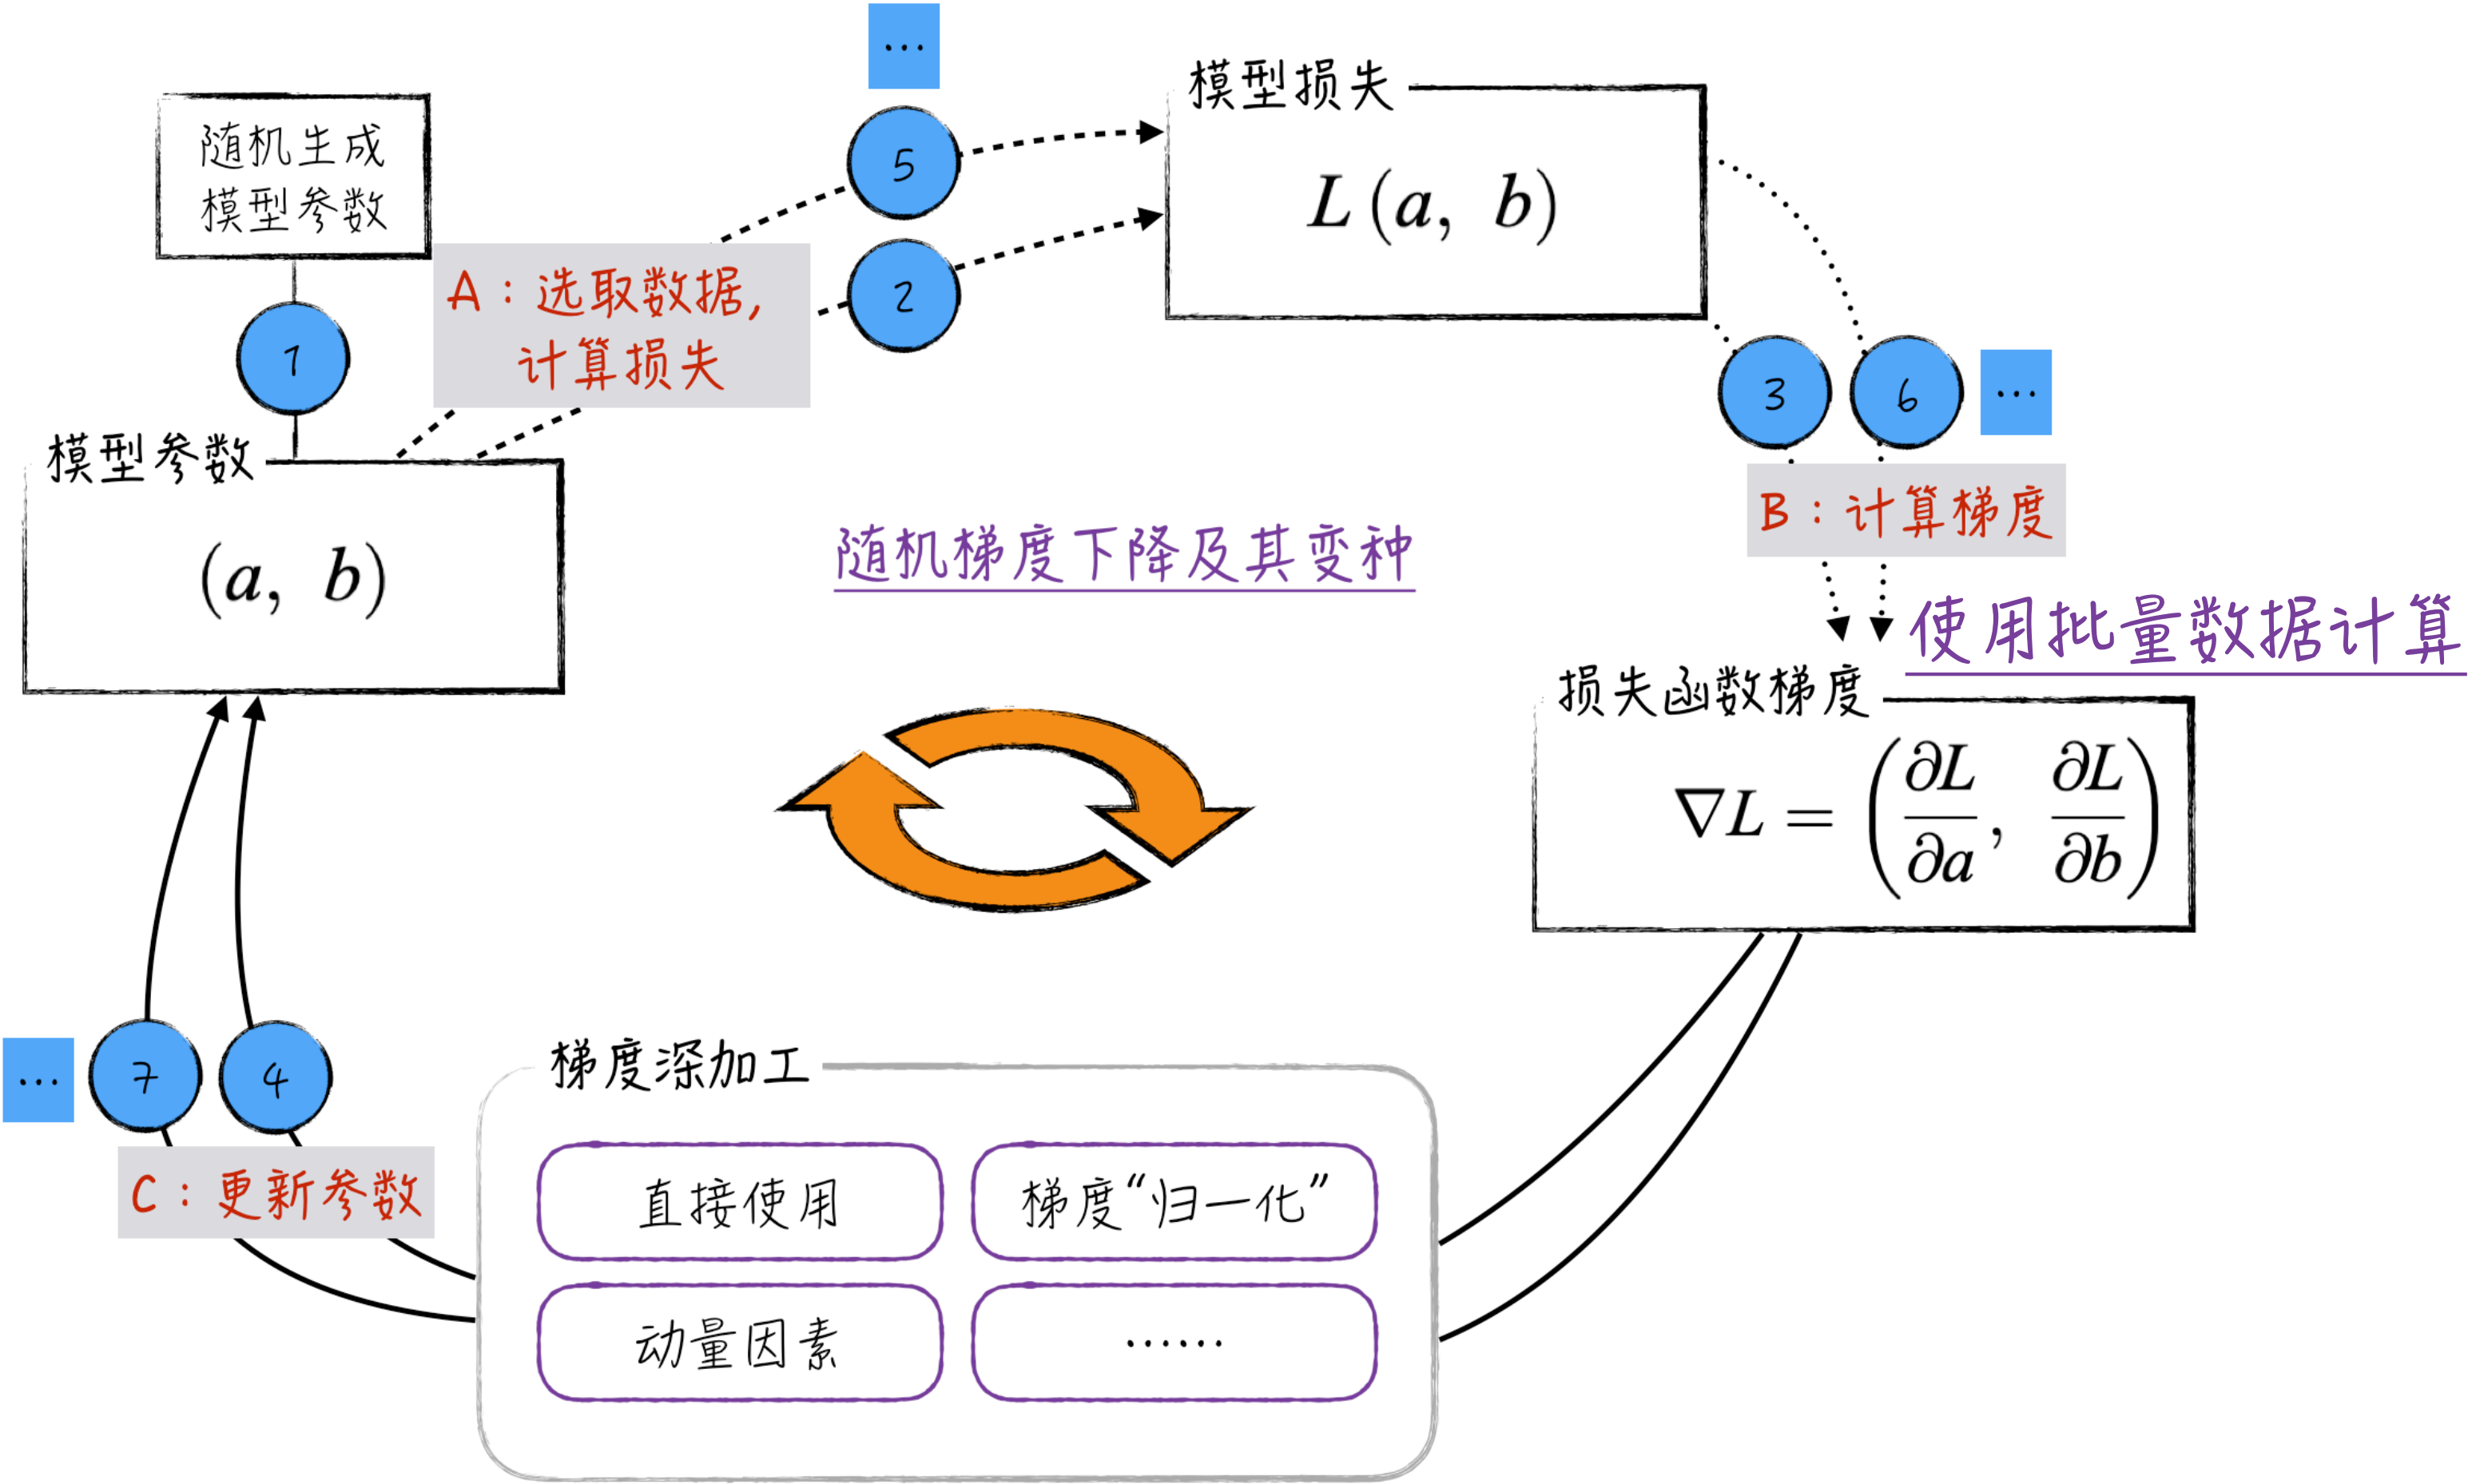 ...
模型损失
随机生成
模型参数
5
L(a, b)
A：选取数据,
计算损失
2
1
3
6
...
模型参数
B：计算梯度
(a, b)
随机梯度下降及其变种
使用批量数据计算
损失函数梯度
∇L = (∂L/∂a, ∂L/∂b)
...
7
4
梯度深加工
C：更新参数
直接使用
梯度“归一化”
动量因素
......